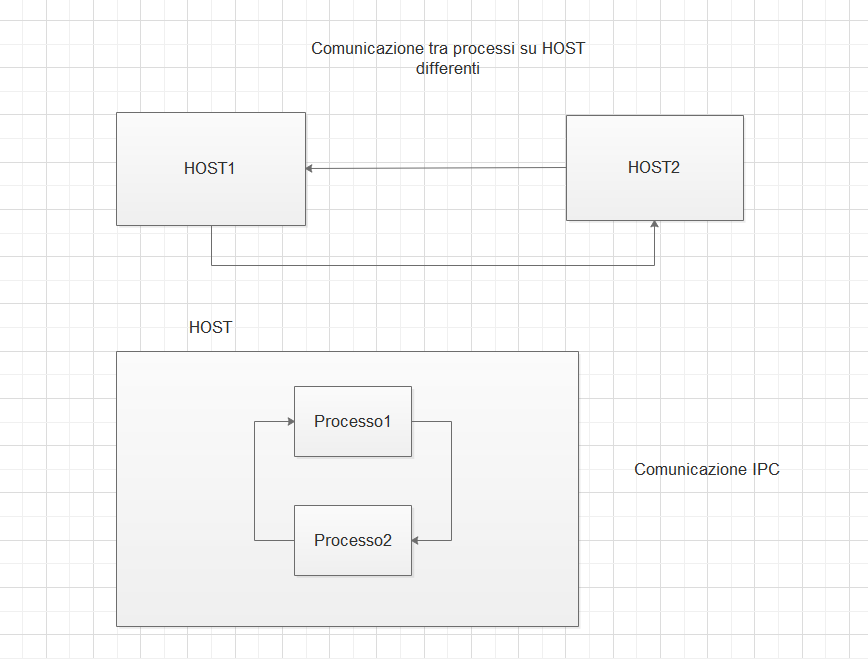 Comunicazione tra processi su HOST
differenti
HOST1
HOST2
HOST
Processo1
Comunicazione IPC
Processo2